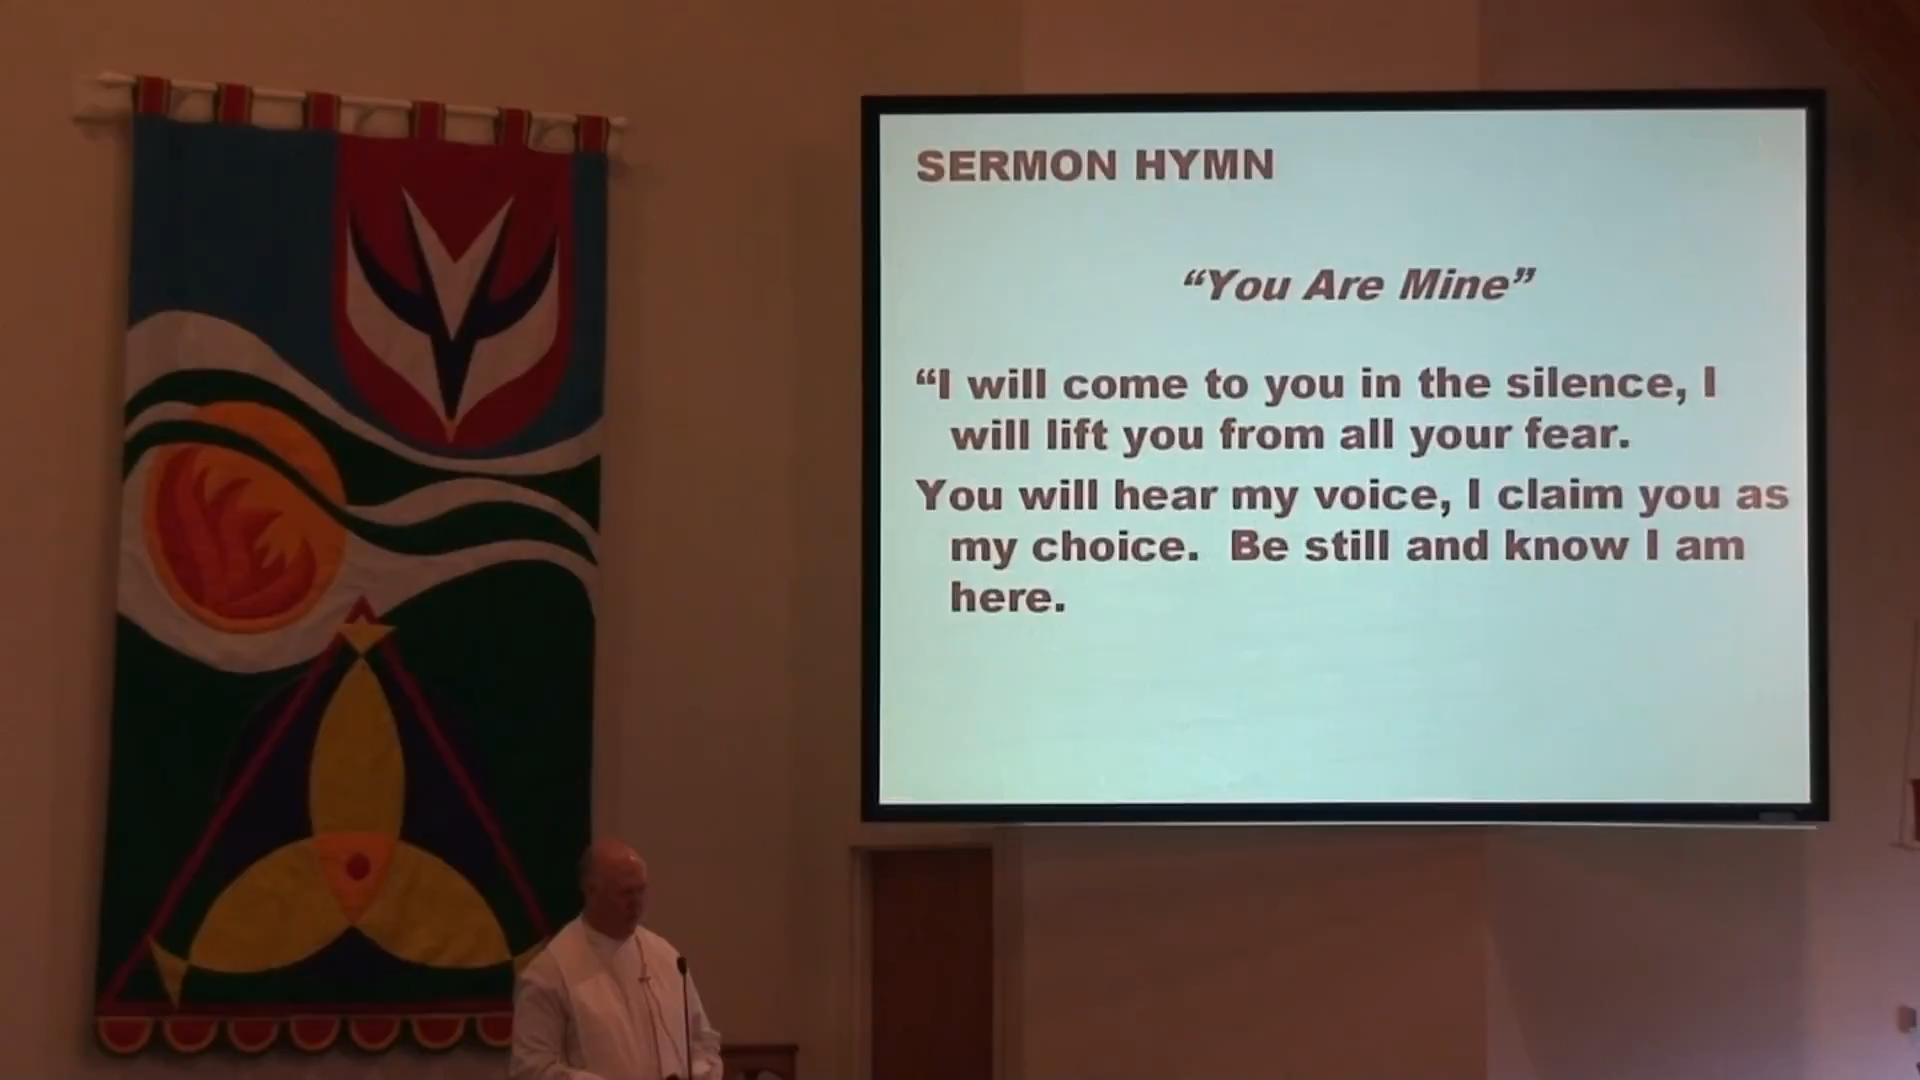 SERMON HYMN
“You Are Mine”
“I will come to you in the silence, I
will lift you from all your fear.
You will hear my voice, I claim you as
my choice.  Be still and know I am
here.